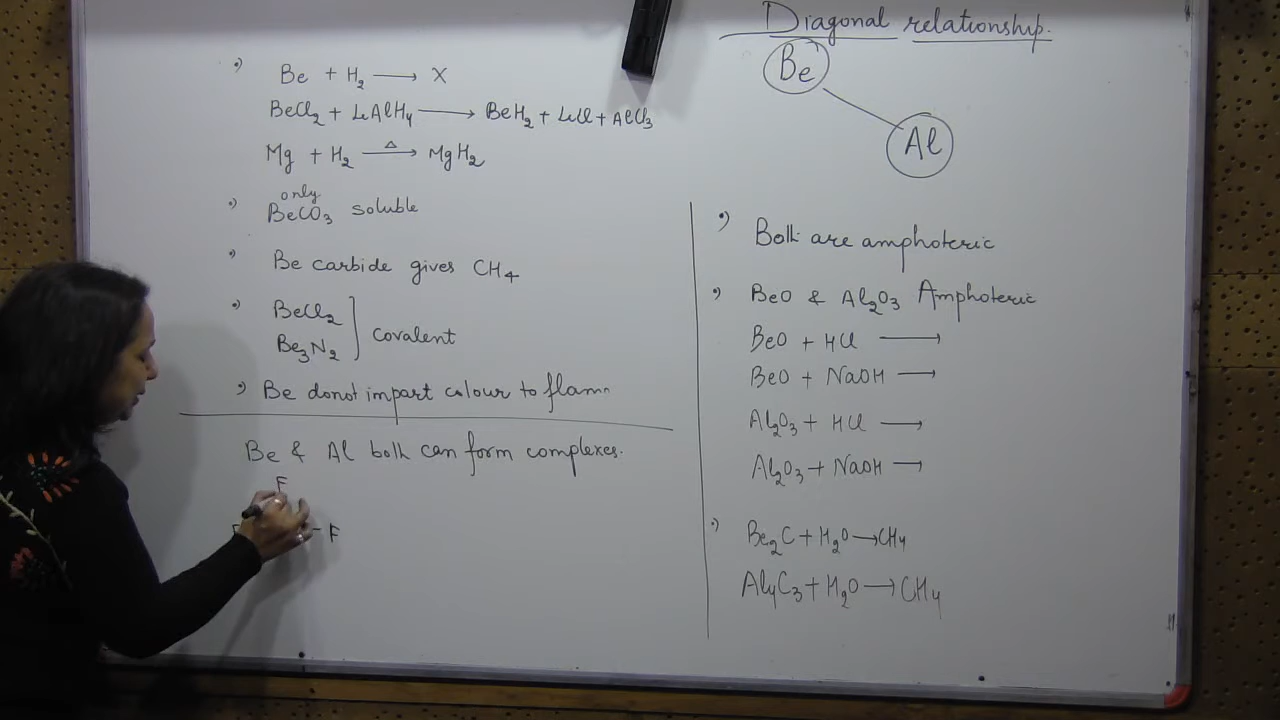 Diagonal relationship.
Be
Al
Be + H2 → X
BeCl2 + LiAlH4 → BeH2 + LiCl + AlCl3
Mg + H2 △→ MgH2
only
BeCO3 soluble
Be carbide gives CH4
BeCl2
Be3N2
covalent
Be donot impart colour to flame
Be & Al both can form complexes.
F
F
F
Both are amphoteric
BeO & Al2O3 Amphoteric
BeO + HCl →
BeO + NaOH →
Al2O3 + HCl →
Al2O3 + NaOH →
Be2C + H2O → CH4
Al4C3 + H2O → CH4